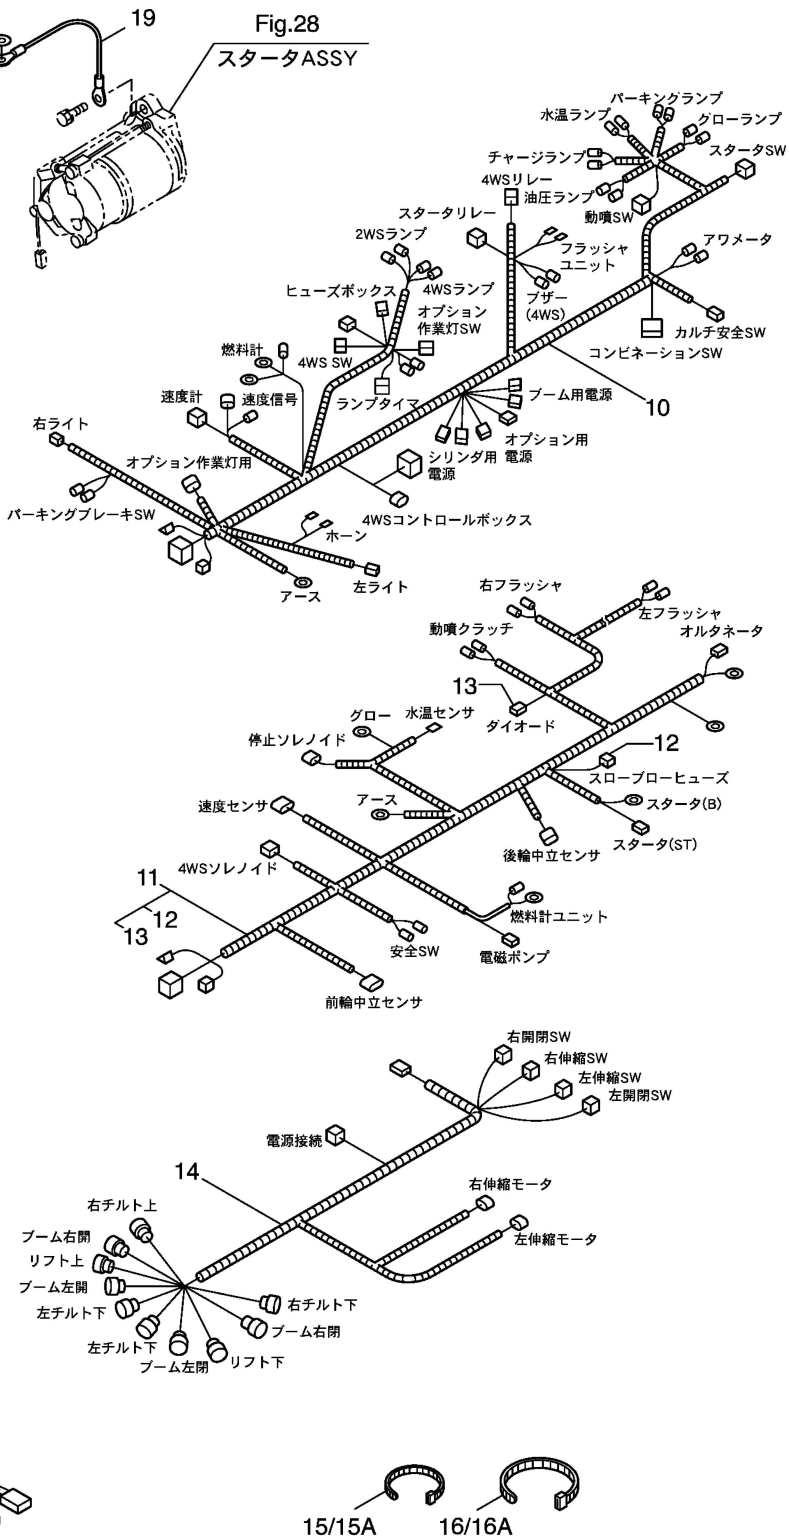 19
Fig.28
スタータASSY
パーキングランプ
水温ランプ
グローランプ
チャージランプ
スタータSW
4WSリレー
油圧ランプ
動噴SW
スタータリレー
2WSランプ
フラッシャ
ユニット
アワメータ
4WSランプ
ヒューズボックス
ブザー
(4WS)
オプション
作業灯SW
カルチ安全SW
コンビネーションSW
燃料計
4WS SW
ランプタイマ
速度計
速度信号
ブーム用電源
10
右ライト
オプション作業灯用
オプション用
電源
シリンダ用
電源
パーキングブレーキSW
4WSコントロールボックス
ホーン
アース
左ライト
右フラッシャ
左フラッシャ
動噴クラッチ
オルタネータ
13
ダイオード
グロー
水温センサ
停止ソレノイド
12
スローブローヒューズ
アース
スタータ(B)
速度センサ
スタータ(ST)
後輪中立センサ
4WSソレノイド
11
12
13
燃料計ユニット
安全SW
電磁ポンプ
前輪中立センサ
右開閉SW
右伸縮SW
左伸縮SW
左開閉SW
電源接続
14
右伸縮モータ
左伸縮モータ
右チルト上
ブーム右開
リフト上
ブーム左開
左チルト下
右チルト下
ブーム右閉
左チルト下
ブーム左閉
リフト下
15/15A
16/16A